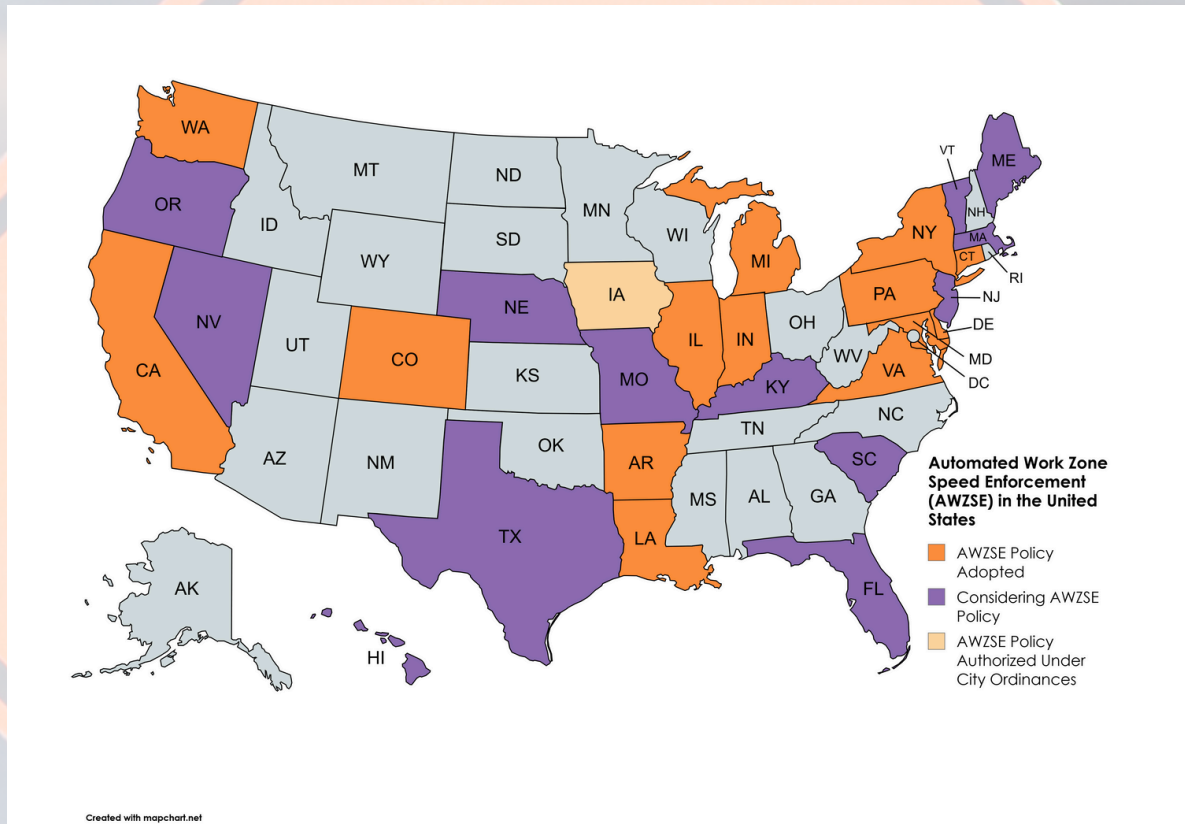 WA
MT
ND
MN
VT
ME
OR
ID
SD
WI
NH
NY
MA
WY
MI
CT
RI
NE
IA
PA
NJ
NV
OH
DE
UT
IL
IN
CO
WV
MD
CA
KS
MO
KY
VA
DC
NC
TN
OK
AZ
NM
AR
SC
MS
AL
GA
TX
LA
AK
FL
HI
Automated Work Zone
Speed Enforcement
(AWZSE) in the United
States
AWZSE Policy
Adopted
Considering AWZSE
Policy
AWZSE Policy
Authorized Under
City Ordinances
Created with mapchart.net